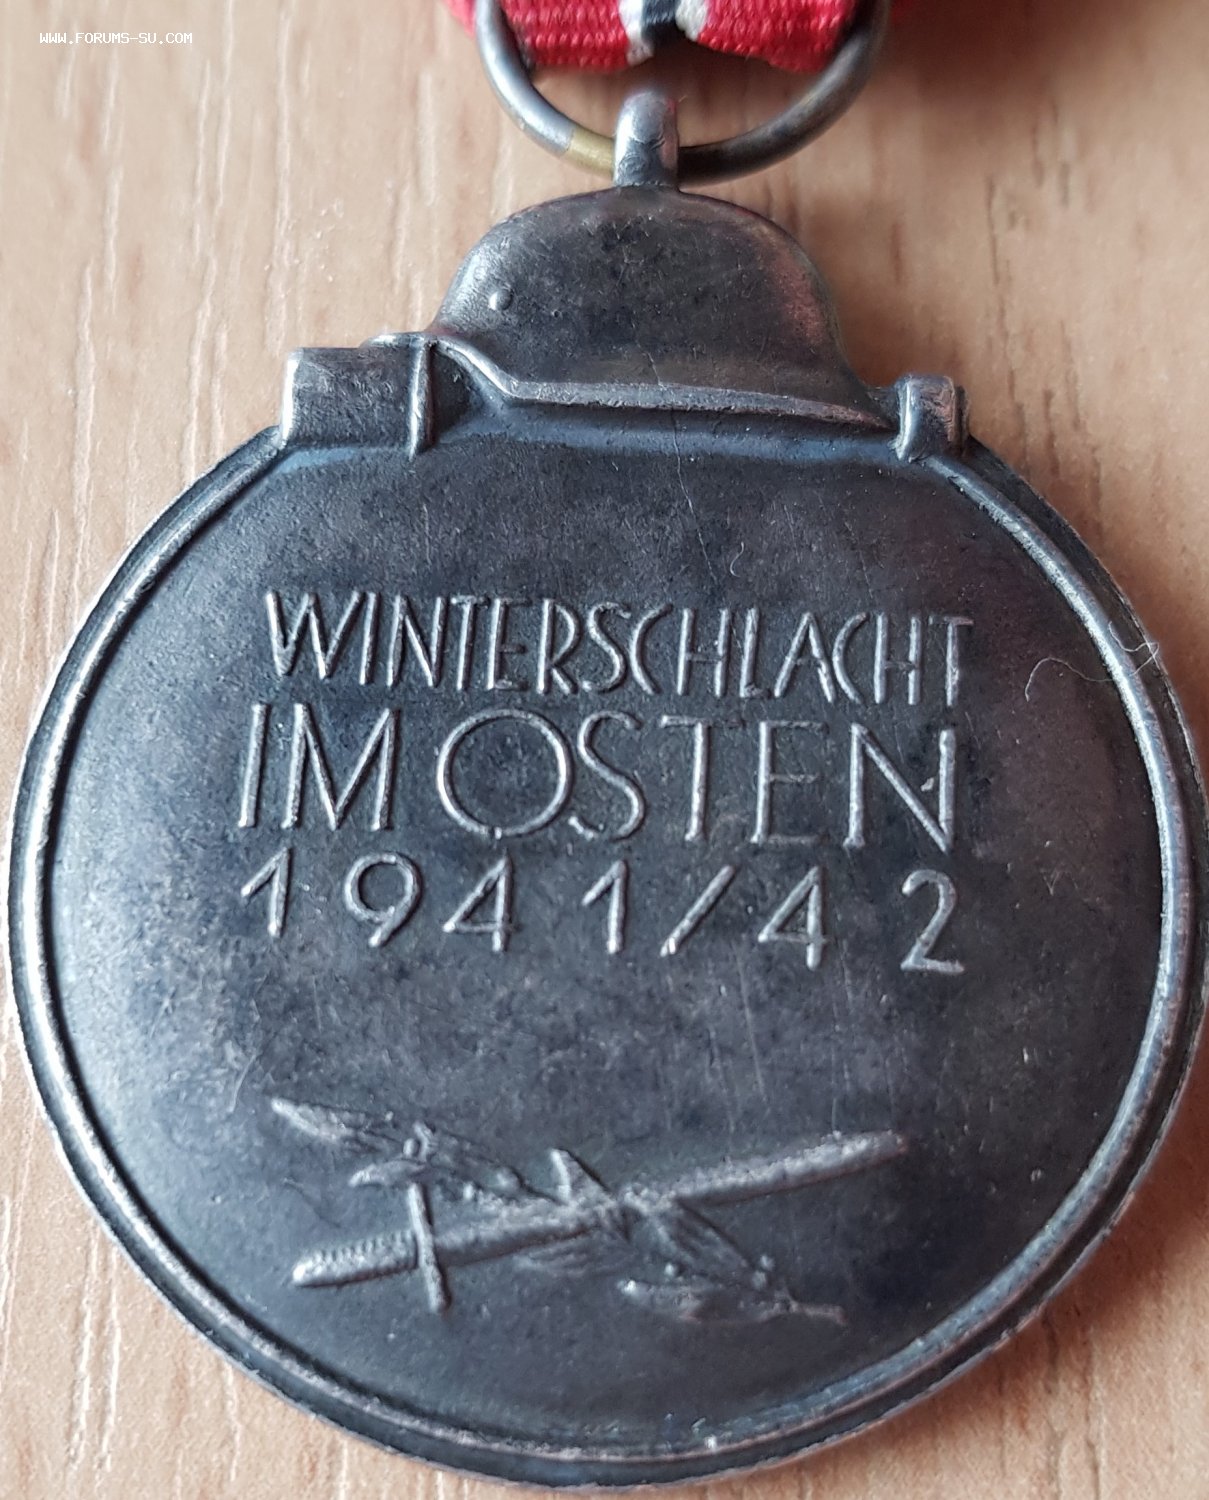 WWW.FORUMS-SU.COM
WINTERSCHLACHT
IM OSTEN
1941/42